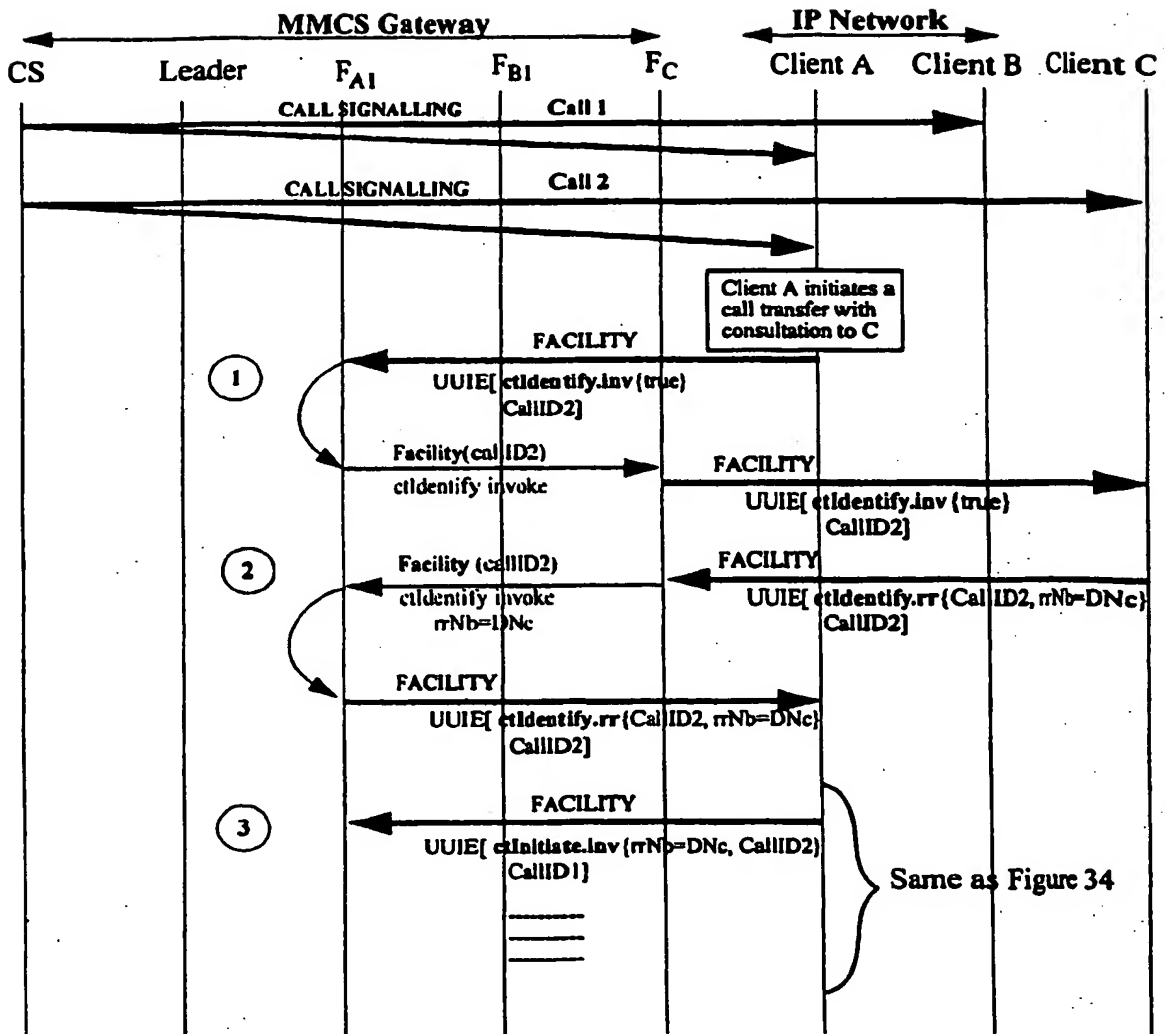 MMCS Gateway
IP Network
CS Leader FA1 FB1 FC Client A Client B Client C
CALL SIGNALLING Call 1
CALL SIGNALLING Call 2
Client A initiates a
call transfer with
consultation to C
FACILITY
1
UUIE[ ctIdentify.inv{true}
CallID2]
Facility(callID2)
ctIdentify invoke
FACILITY
UUIE[ ctIdentify.inv{true}
CallID2]
2
Facility (callID2)
ctIdentify invoke
rrNb=DNc
FACILITY
UUIE[ ctIdentify.rr{CallID2, rrNb=DNc}
CallID2]
FACILITY
UUIE[ ctIdentify.rr{CallID2, rrNb=DNc}
CallID2]
3
FACILITY
UUIE[ ctInitiate.inv{rrNb=DNc, CallID2}
CallID1]
Same as Figure 34